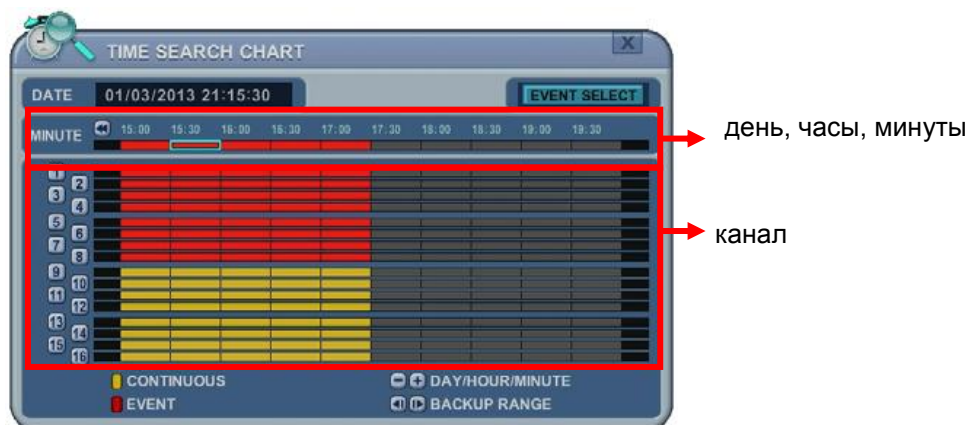 TIME SEARCH CHART
X
DATE 01/03/2013 21:15:30 EVENT SELECT
MINUTE 15:00 15:30 16:00 16:30 17:00 17:30 18:00 18:30 19:00 19:30
день, часы, минуты
1
2
3
4
5
6
7
8
9
10
11
12
13
14
15
16
канал
CONTINUOUS DAY/HOUR/MINUTE
EVENT BACKUP RANGE